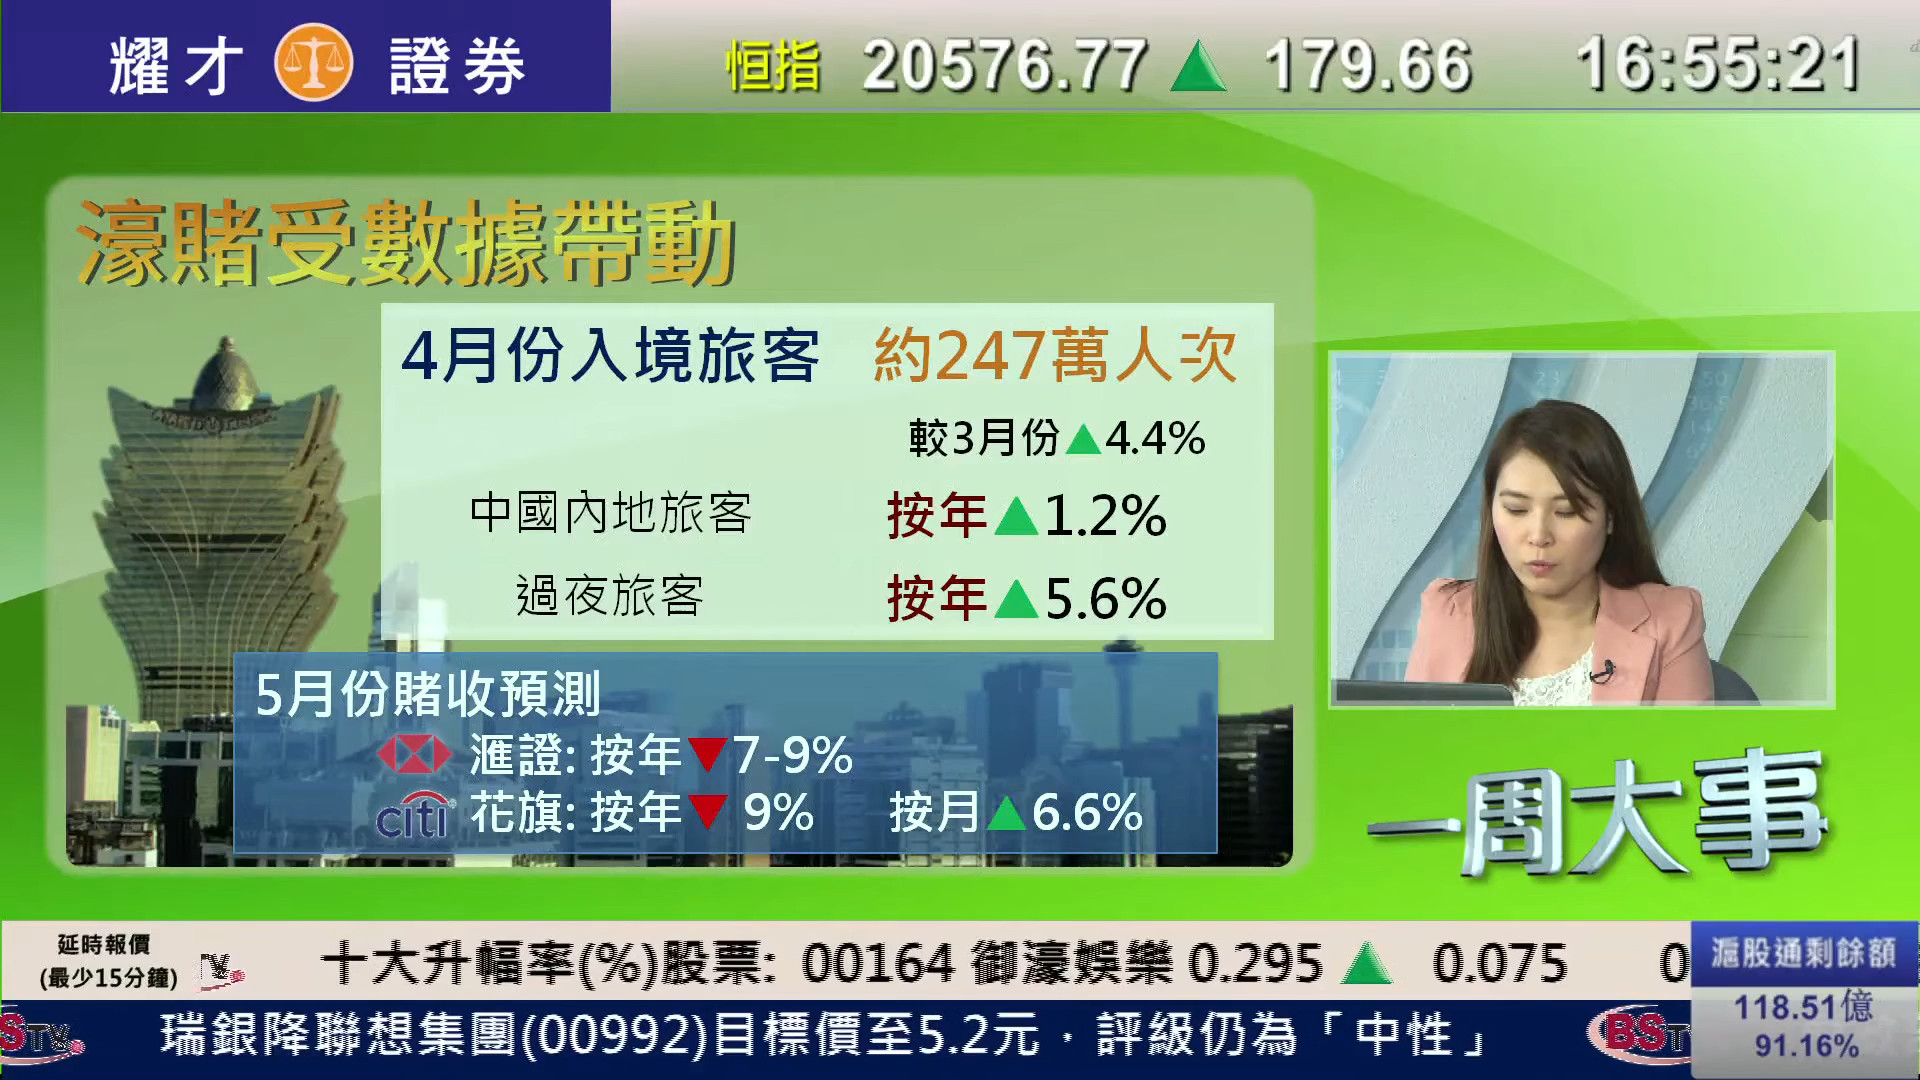 耀才 證券
恒指 20576.77 ▲ 179.66 16:55:21
濠賭受數據帶動
4月份入境旅客 約247萬人次
較3月份▲4.4%
中國內地旅客 按年▲1.2%
過夜旅客 按年▲5.6%
5月份賭收預測
滙證: 按年▼7-9%
citi 花旗: 按年▼ 9% 按月▲6.6%
一周大事
延時報價
(最少15分鐘)
十大升幅率(%)股票: 00164 御濠娛樂 0.295 ▲ 0.075 0
滬股通剩餘額
118.51億
91.16%
STV 瑞銀降聯想集團(00992)目標價至5.2元，評級仍為「中性」 BST